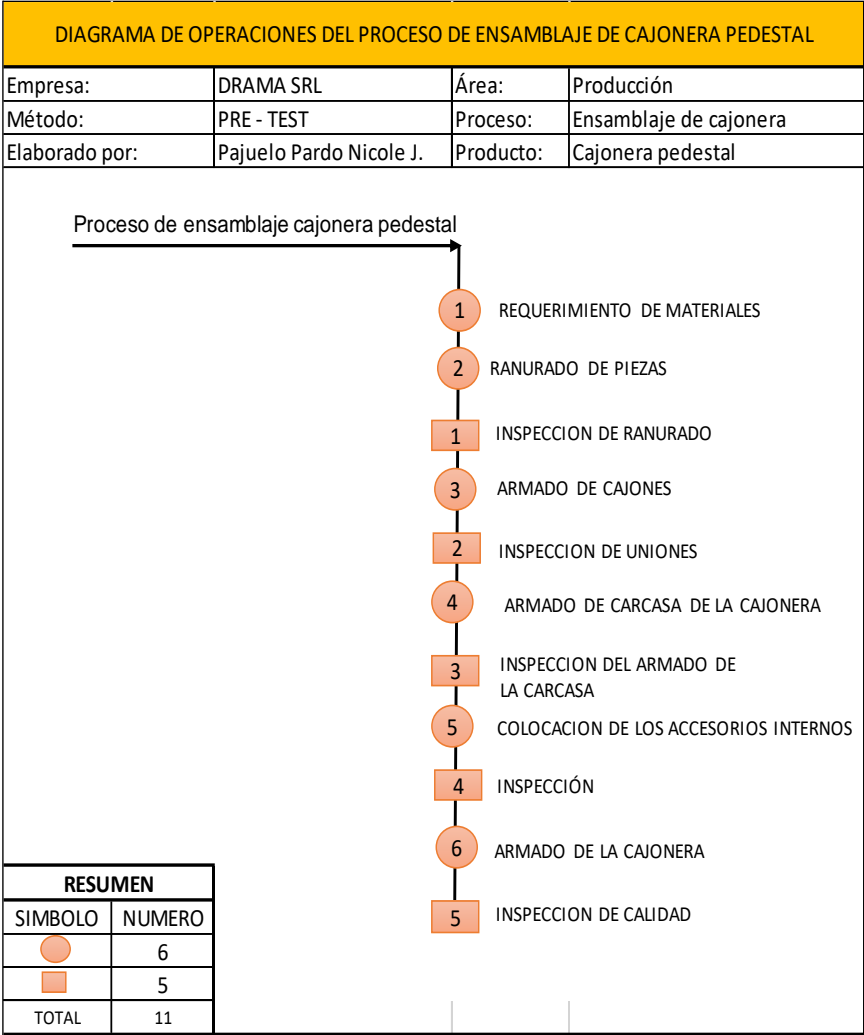 DIAGRAMA DE OPERACIONES DEL PROCESO DE ENSAMBLAJE DE CAJONERA PEDESTAL
Empresa: DRAMA SRL Área: Producción
Método: PRE - TEST Proceso: Ensamblaje de cajonera
Elaborado por: Pajuelo Pardo Nicole J. Producto: Cajonera pedestal
Proceso de ensamblaje cajonera pedestal
1 REQUERIMIENTO DE MATERIALES
2 RANURADO DE PIEZAS
1 INSPECCION DE RANURADO
3 ARMADO DE CAJONES
2 INSPECCION DE UNIONES
4 ARMADO DE CARCASA DE LA CAJONERA
3 INSPECCION DEL ARMADO DE
LA CARCASA
5 COLOCACION DE LOS ACCESORIOS INTERNOS
4 INSPECCIÓN
6 ARMADO DE LA CAJONERA
5 INSPECCION DE CALIDAD
RESUMEN
SIMBOLO NUMERO
6
5
TOTAL 11